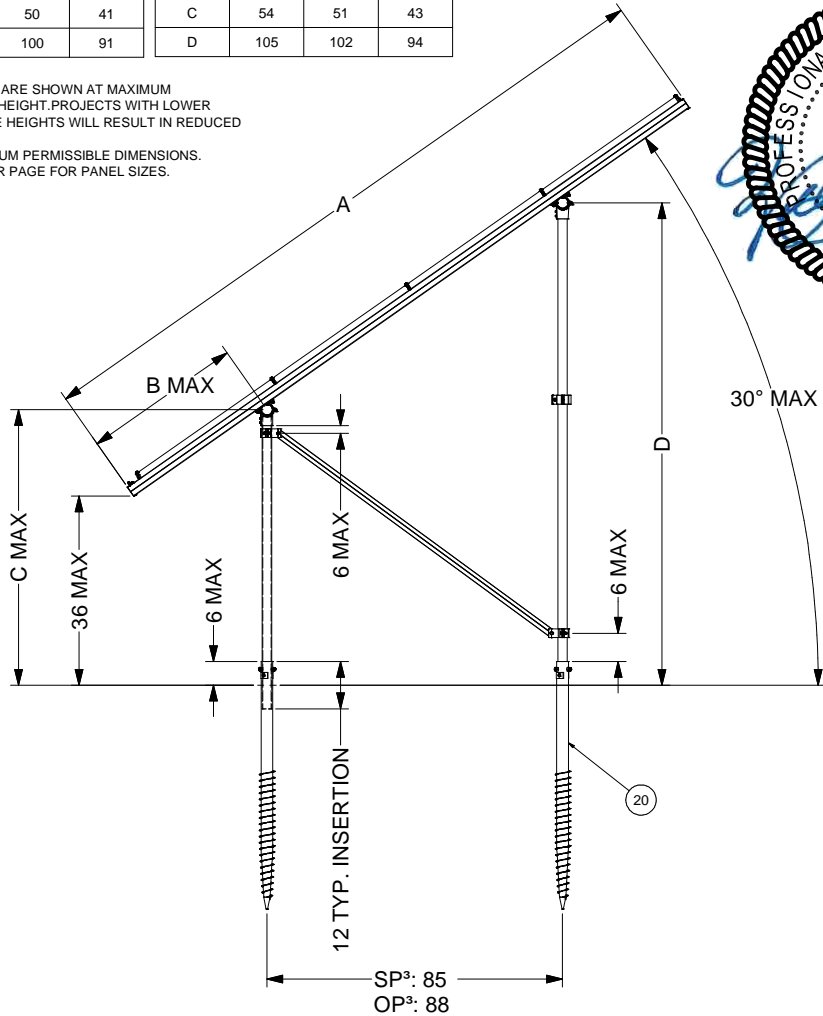 50 41
100 91
C 54 51 43
D 105 102 94
ARE SHOWN AT MAXIMUM
HEIGHT.PROJECTS WITH LOWER
E HEIGHTS WILL RESULT IN REDUCED
UM PERMISSIBLE DIMENSIONS.
R PAGE FOR PANEL SIZES.
PROFESSIONAL
A
B MAX
30° MAX
D
C MAX
36 MAX
6 MAX
6 MAX
6 MAX
12 TYP. INSERTION
20
SP³: 85
OP³: 88